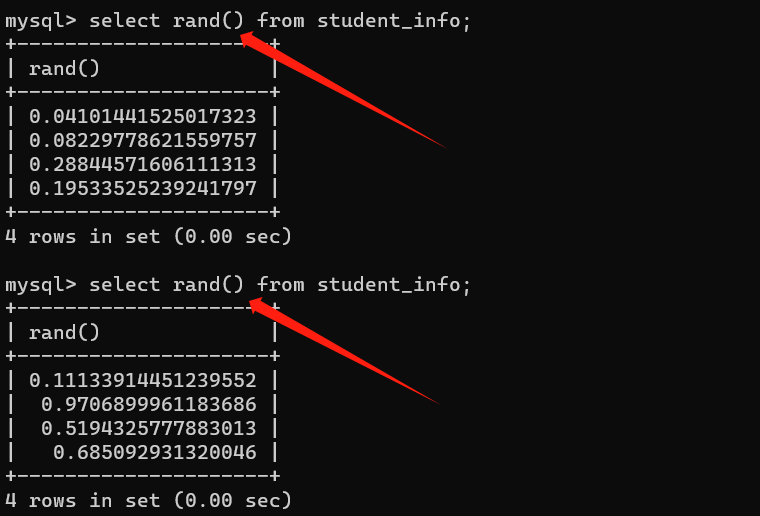 mysql> select rand() from student_info;
+---------------------+
| rand()              |
+---------------------+
| 0.04101441525017323 |
| 0.08229778621559757 |
| 0.28844571606111313 |
| 0.19533525239241797 |
+---------------------+
4 rows in set (0.00 sec)
mysql> select rand() from student_info;
+---------------------+
| rand()              |
+---------------------+
| 0.11133914451239552 |
|  0.9706899961183686 |
|  0.5194325777883013 |
|   0.685092931320046 |
+---------------------+
4 rows in set (0.00 sec)